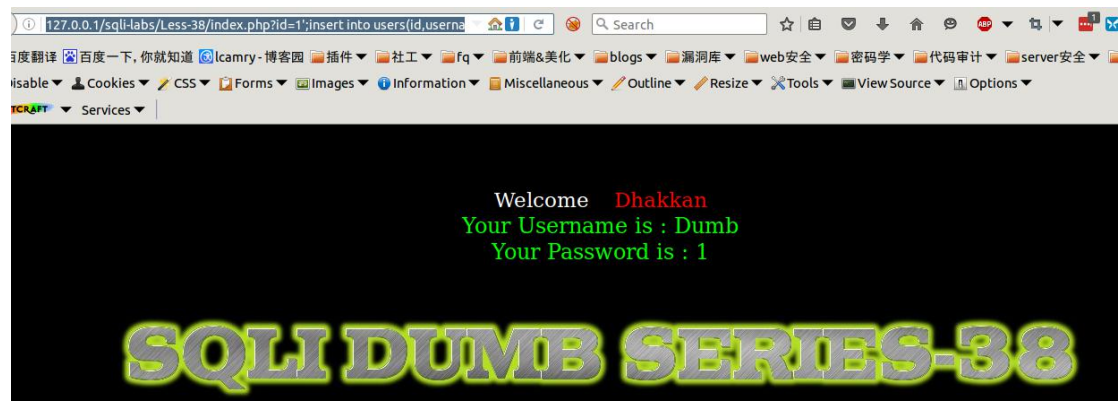 127.0.0.1/sqli-labs/Less-38/index.php?id=1';insert into users(id,userna
Search
ABP
百度翻译 百度一下,你就知道 lcamry - 博客园 插件 社工 fq 前端&美化 blogs 漏洞库 web安全 密码学 代码审计 server安全
isable Cookies CSS Forms Images Information Miscellaneous Outline Resize Tools View Source Options
TCRAFT Services
Welcome Dhakkan
Your Username is : Dumb
Your Password is : 1
SQLI DUMB SERIES-38